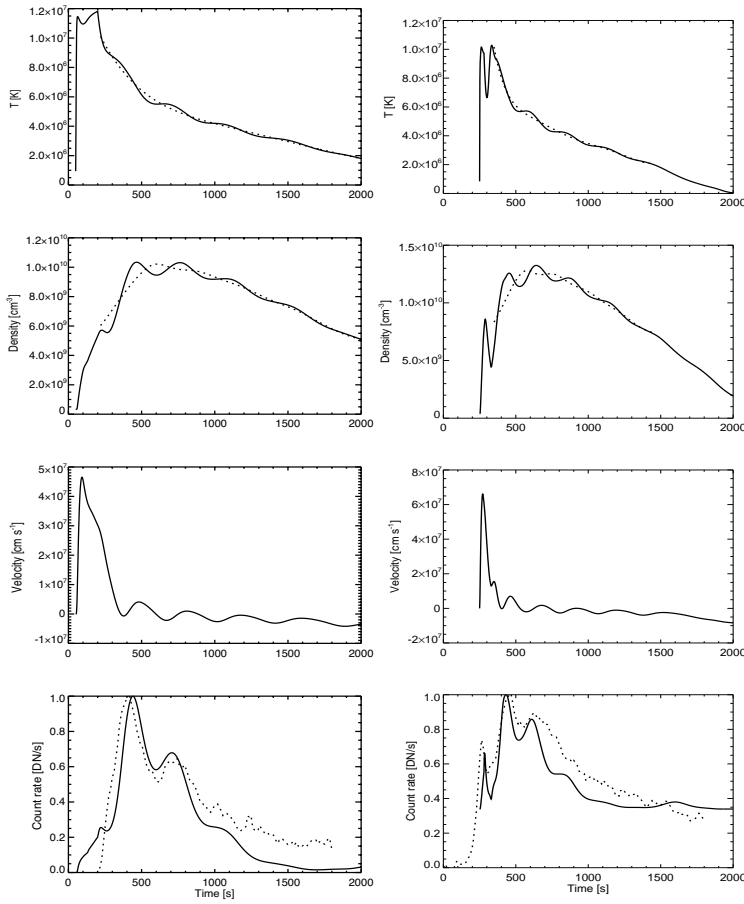 1.2×10⁷
1.0×10⁷
8.0×10⁶
6.0×10⁶
4.0×10⁶
2.0×10⁶
0
T [K]
0 500 1000 1500 2000
1.2×10⁷
1.0×10⁷
8.0×10⁶
6.0×10⁶
4.0×10⁶
2.0×10⁶
0
T [K]
0 500 1000 1500 2000
1.2×10¹⁰
1.0×10¹⁰
8.0×10⁹
6.0×10⁹
4.0×10⁹
2.0×10⁹
0
Density [cm⁻³]
0 500 1000 1500 2000
1.5×10¹⁰
1.0×10¹⁰
5.0×10⁹
0
Density [cm⁻³]
0 500 1000 1500 2000
5×10⁷
4×10⁷
3×10⁷
2×10⁷
1×10⁷
0
-1×10⁷
Velocity [cm s⁻¹]
0 500 1000 1500 2000
8×10⁷
6×10⁷
4×10⁷
2×10⁷
0
-2×10⁷
Velocity [cm s⁻¹]
0 500 1000 1500 2000
1.0
0.8
0.6
0.4
0.2
0.0
Count rate [DN/s]
0 500 1000 1500 2000
Time [s]
1.0
0.8
0.6
0.4
0.2
0.0
Count rate [DN/s]
0 500 1000 1500 2000
Time [s]